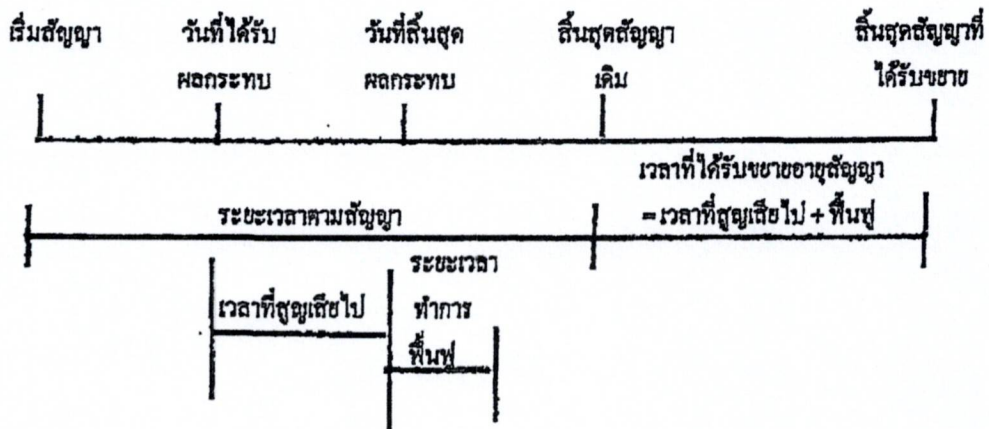 เริ่มสัญญา วันที่ได้รับ วันที่สิ้นสุด สิ้นสุดสัญญา สิ้นสุดสัญญาที่
ผลกระทบ ผลกระทบ เดิม ได้รับขยาย
เวลาที่ได้รับขยายอายุสัญญา
ระยะเวลาตามสัญญา =เวลาที่สูญเสียไป + ฟื้นฟู
ระยะเวลา
เวลาที่สูญเสียไป ทำการ
ฟื้นฟู